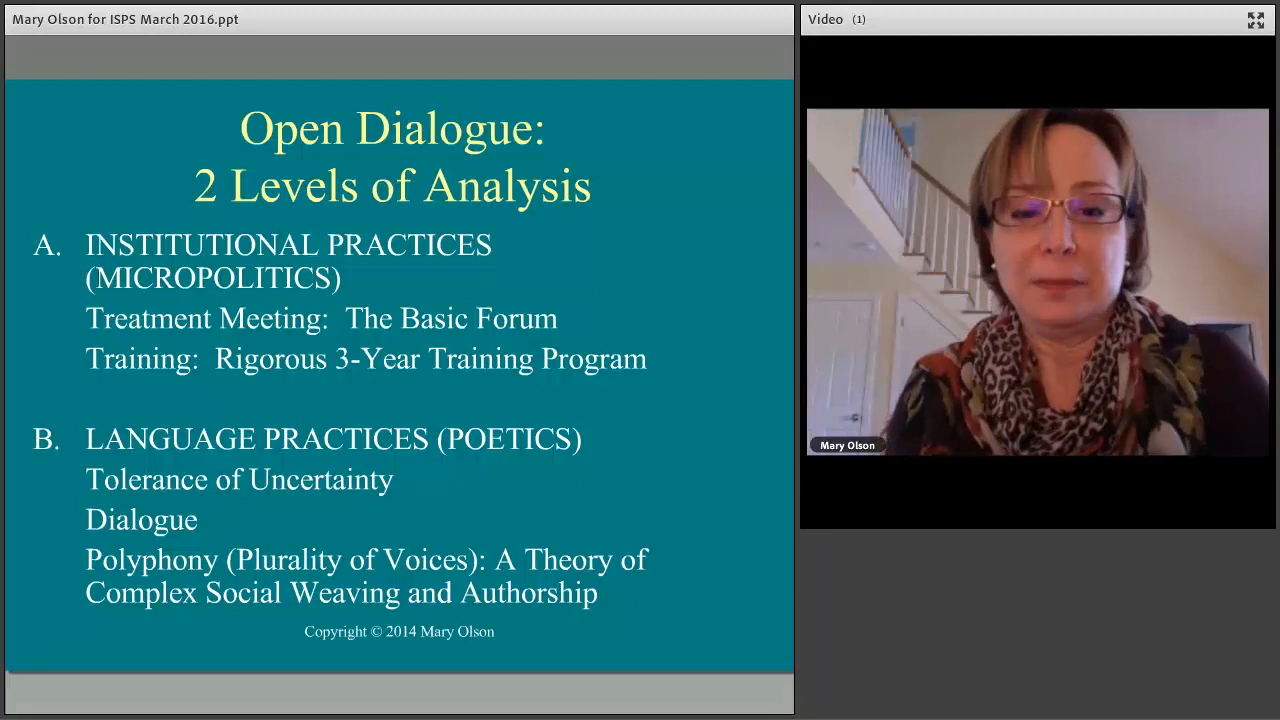 Mary Olson for ISPS March 2016.ppt
Video (1)
Open Dialogue:
2 Levels of Analysis
A. INSTITUTIONAL PRACTICES
(MICROPOLITICS)
Treatment Meeting: The Basic Forum
Training: Rigorous 3-Year Training Program
B. LANGUAGE PRACTICES (POETICS)
Tolerance of Uncertainty
Dialogue
Polyphony (Plurality of Voices): A Theory of
Complex Social Weaving and Authorship
Copyright © 2014 Mary Olson
Mary Olson